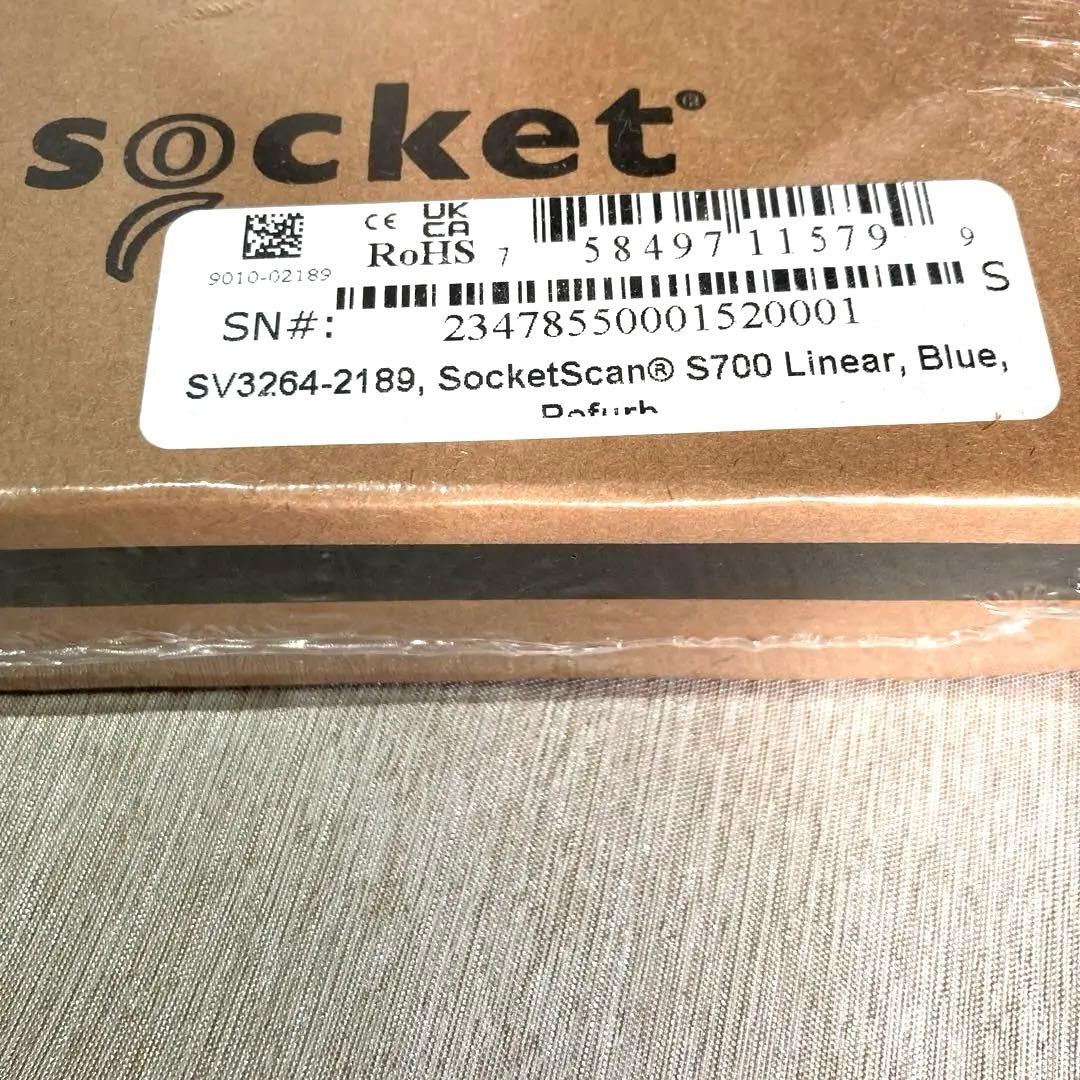 socket®
CE UK CA
RoHS
7 58497 11579 9
9010-02189
S
SN#: 23478550001520001
SV3264-2189, SocketScan® S700 Linear, Blue,
Refurb